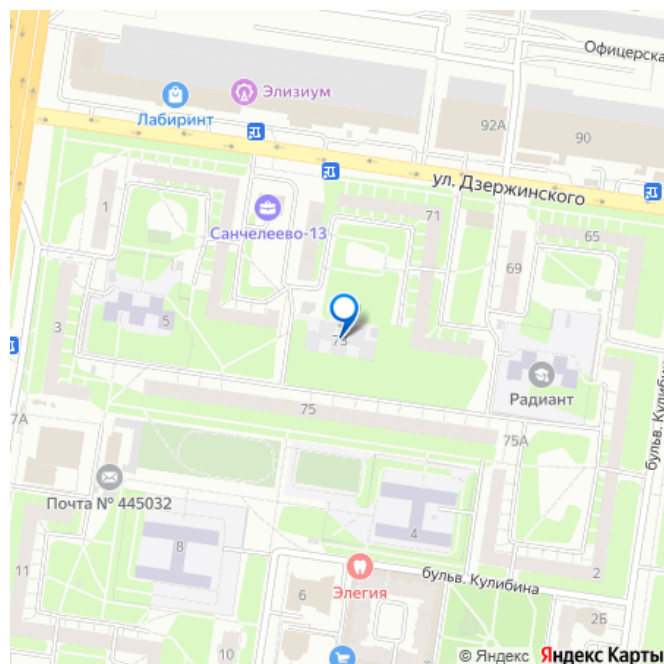 Офицерска
Элизиум
Лабиринт
92А
90
ул. Дзержинского
1
71
Санчелеево-13
65
69
5
3
73
Радиант
75
7А
75А
бульв. Кулибина
Почта № 445032
4
8
бульв. Кулибина
2
11
Элегия
6
2Б
10
© Яндекс Яндекс Карты